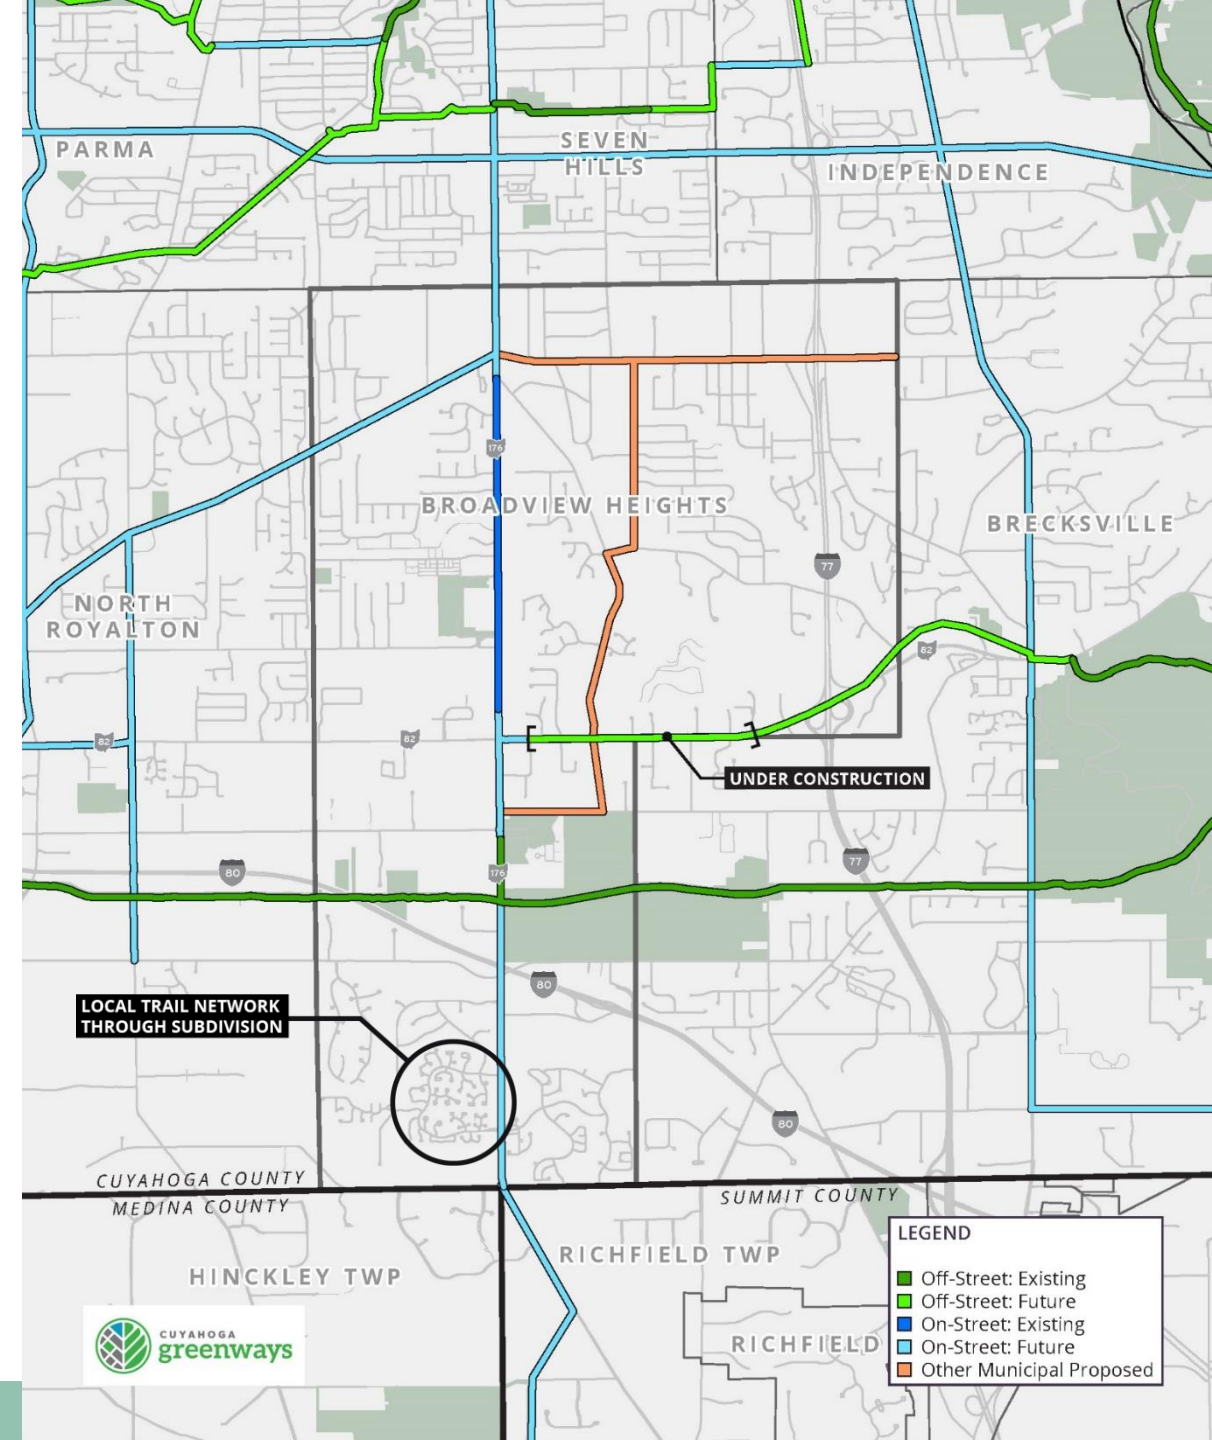 PARMA
SEVEN
HILLS
INDEPENDENCE
176
BROADVIEW HEIGHTS
BRECKSVILLE
77
NORTH
ROYALTON
82
82
82
UNDER CONSTRUCTION
77
80
176
80
LOCAL TRAIL NETWORK
THROUGH SUBDIVISION
80
CUYAHOGA COUNTY
MEDINA COUNTY
SUMMIT COUNTY
HINCKLEY TWP
RICHFIELD TWP
RICHFIELD
LEGEND
Off-Street: Existing
Off-Street: Future
On-Street: Existing
On-Street: Future
Other Municipal Proposed
CUYAHOGA
greenways